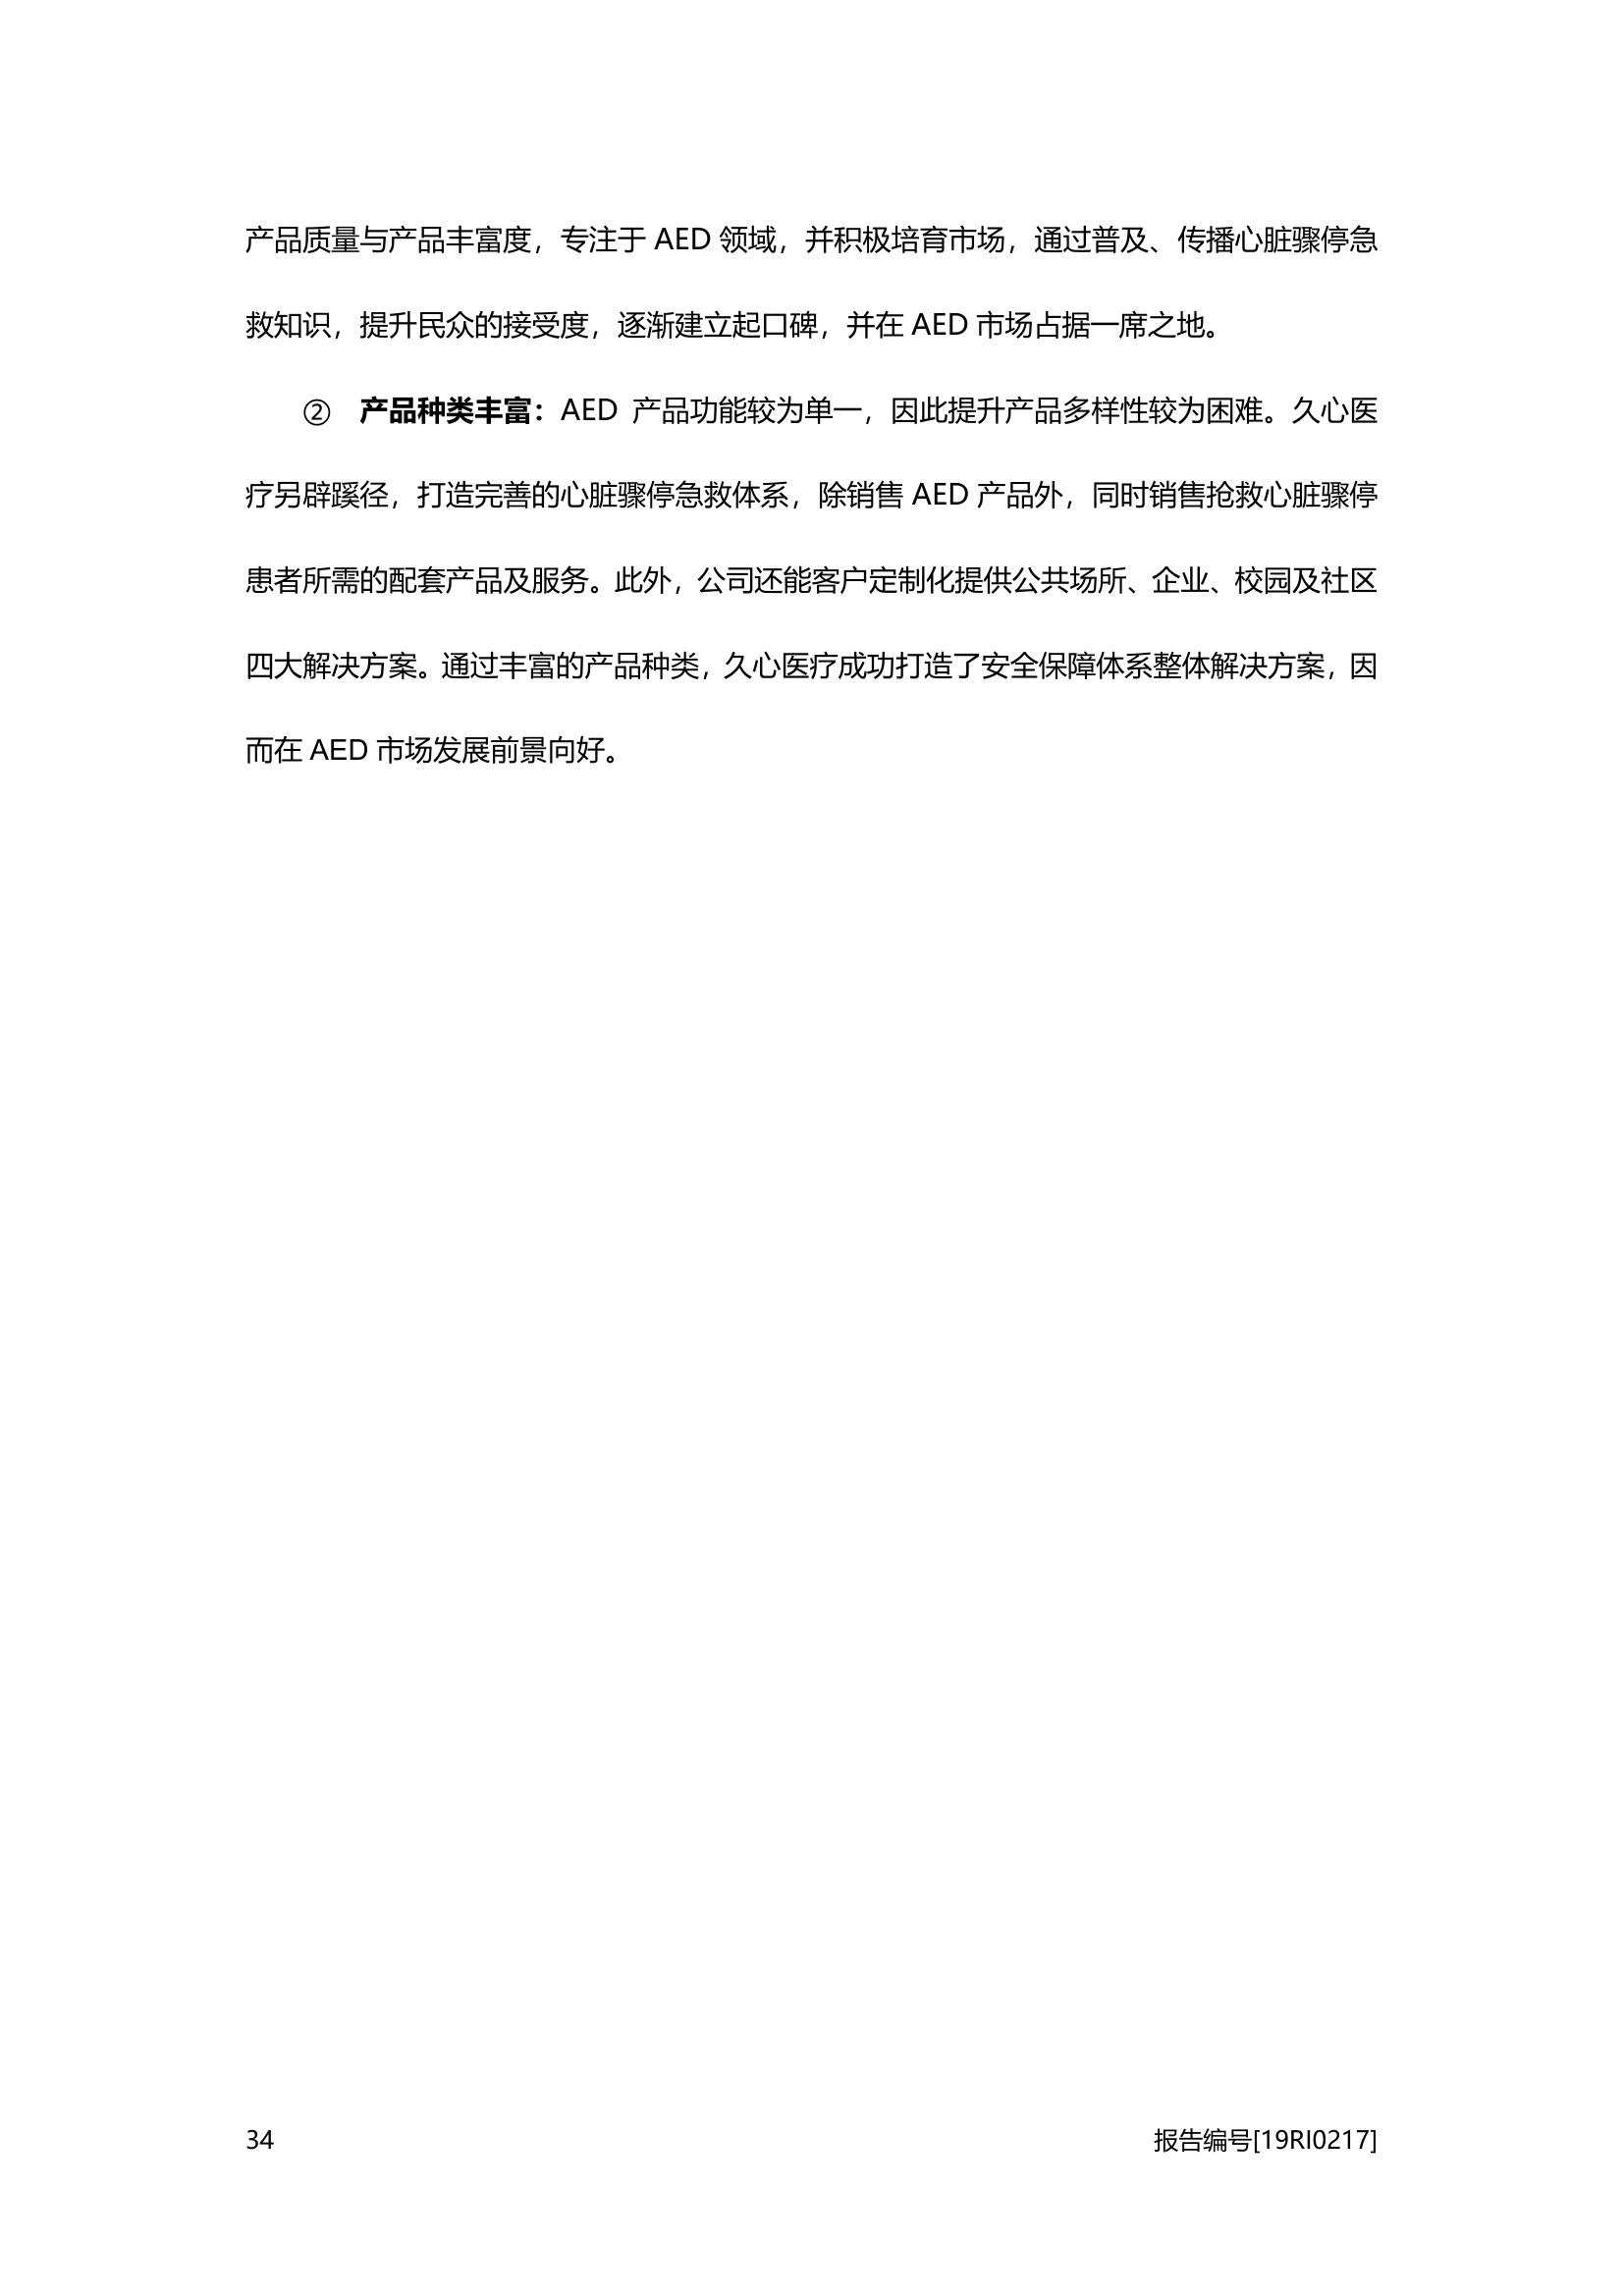 产品质量与产品丰富度，专注于 AED 领域，并积极培育市场，通过普及、传播心脏骤停急
救知识，提升民众的接受度，逐渐建立起口碑，并在 AED 市场占据一席之地。
② 产品种类丰富：AED 产品功能较为单一，因此提升产品多样性较为困难。久心医
疗另辟蹊径，打造完善的心脏骤停急救体系，除销售 AED 产品外，同时销售抢救心脏骤停
患者所需的配套产品及服务。此外，公司还能客户定制化提供公共场所、企业、校园及社区
四大解决方案。通过丰富的产品种类，久心医疗成功打造了安全保障体系整体解决方案，因
而在 AED 市场发展前景向好。
34 报告编号[19RI0217]